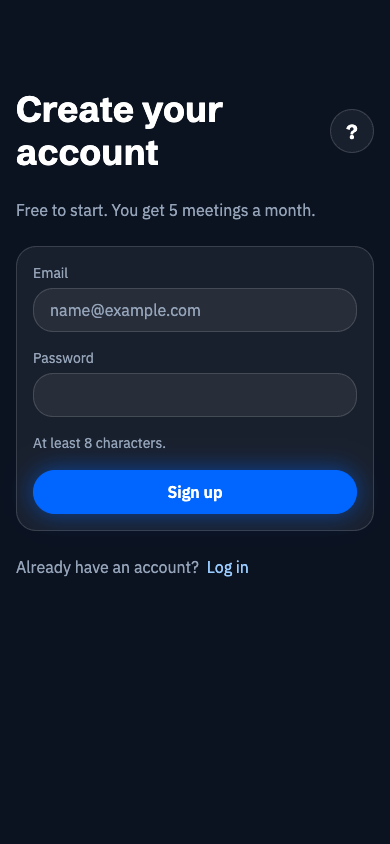 Create your
account
?
Free to start. You get 5 meetings a month.
Email
name@example.com
Password
At least 8 characters.
Sign up
Already have an account? Log in